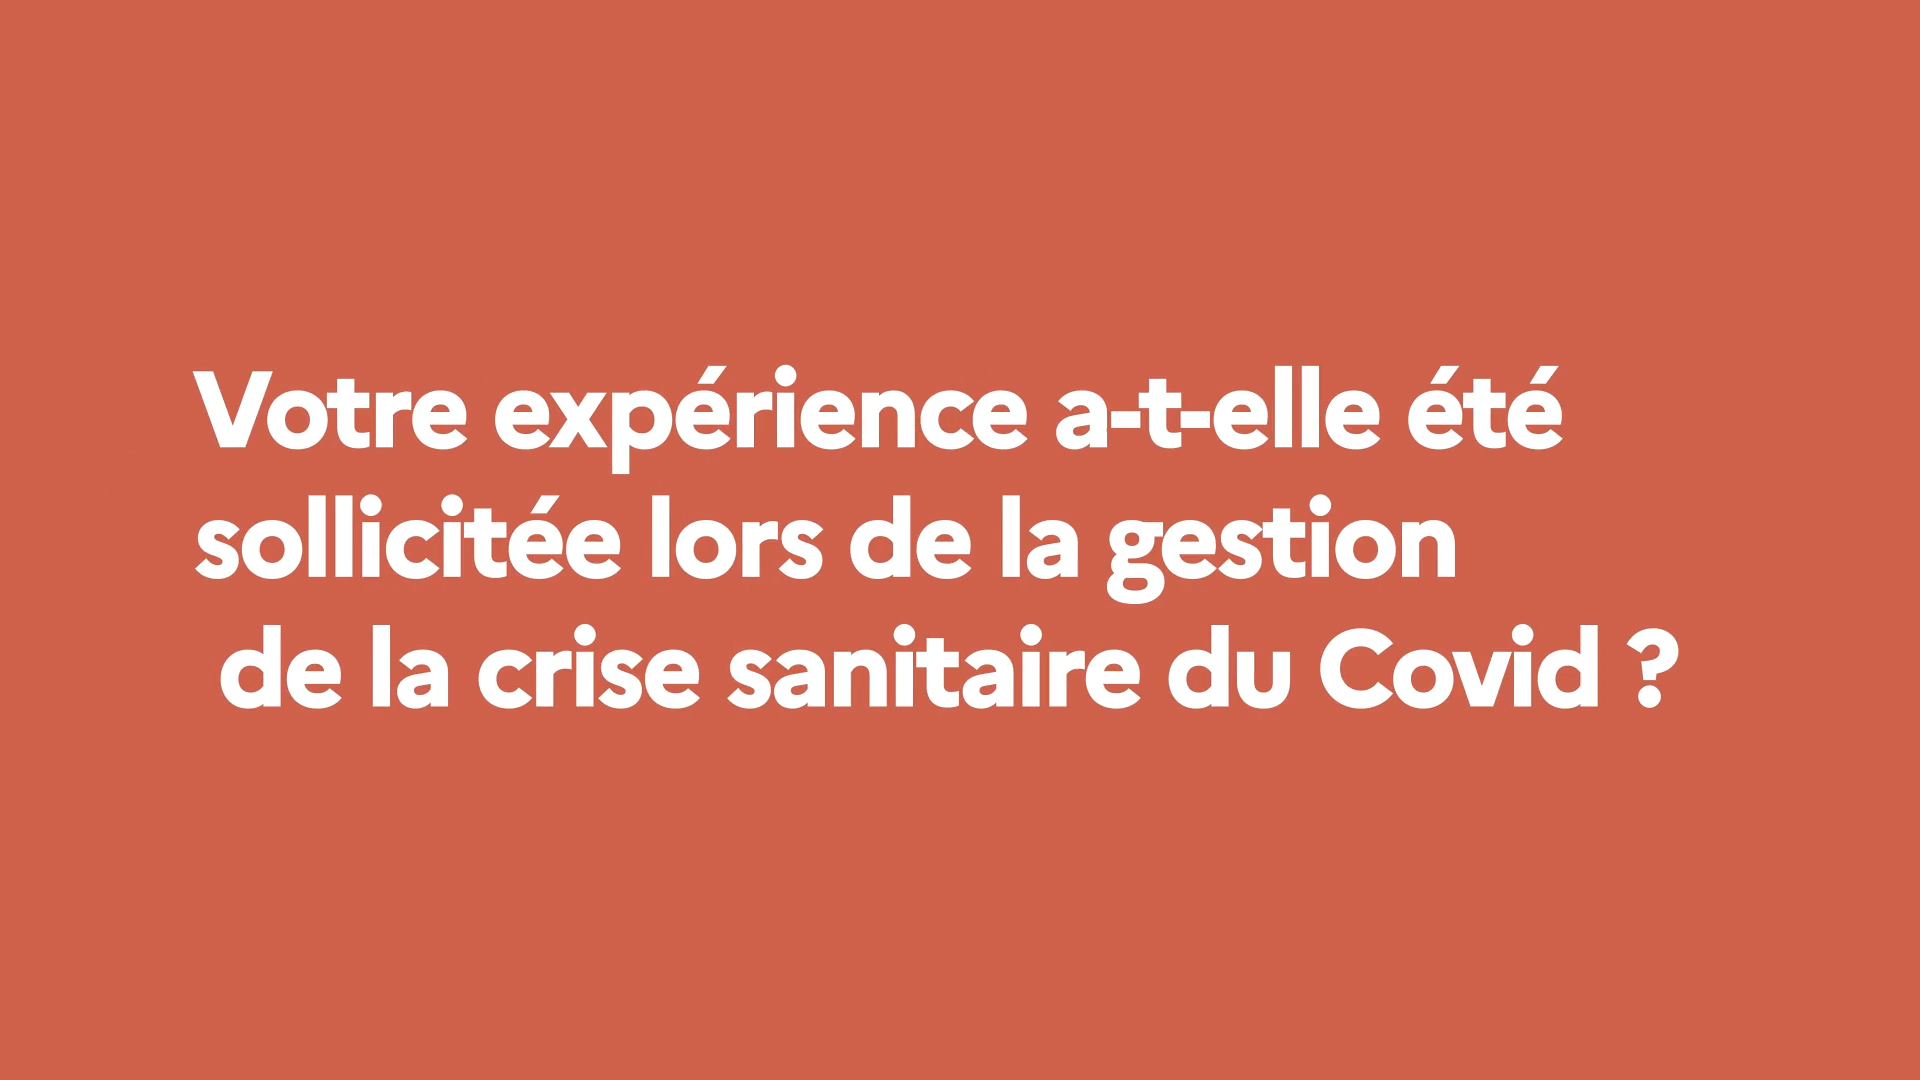 Votre expérience a-t-elle été
sollicitée lors de la gestion
de la crise sanitaire du Covid ?